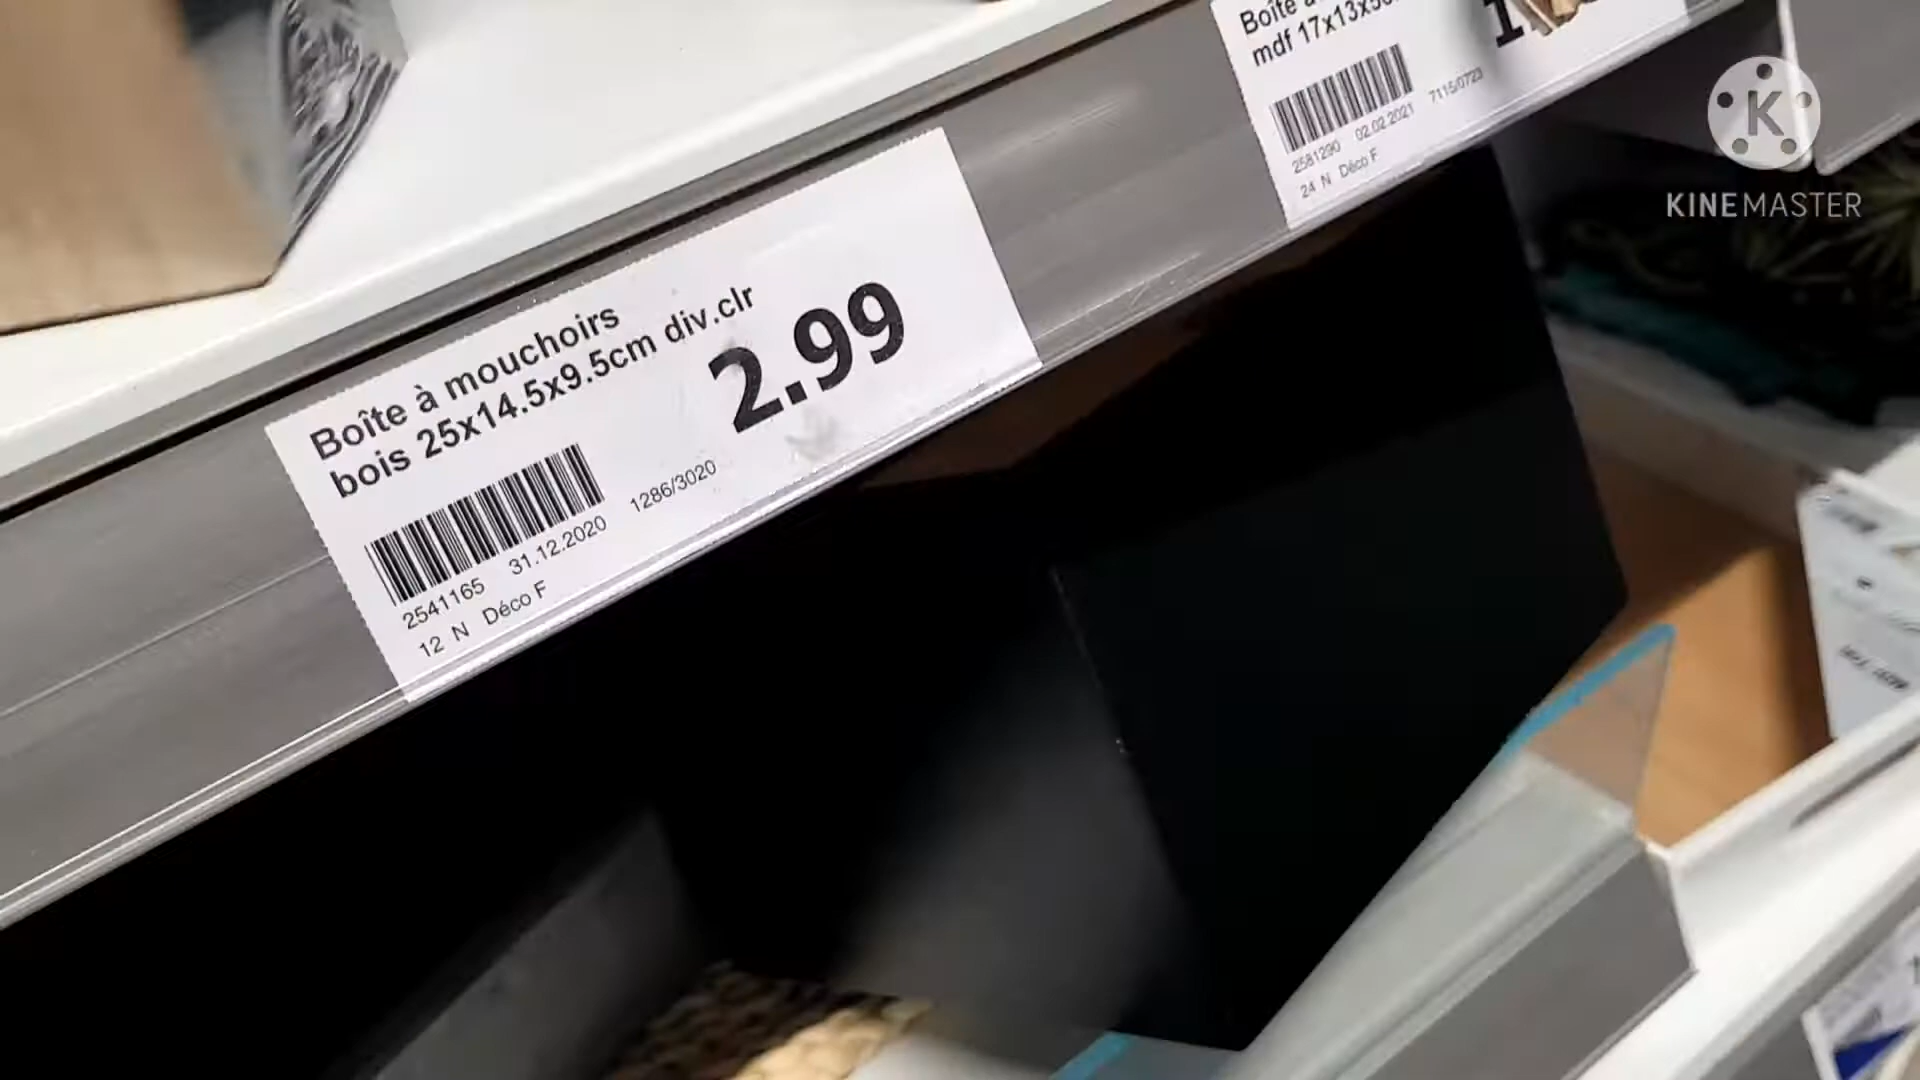 Boîte à mouchoirs
bois 25x14.5x9.5cm div.clr
2.99
2541165 31.12.2020 1286/3020
12 N Déco F
Boîte
mdf
2581290 02.02.2021 7115/0723
24 N Déco F
KINEMASTER